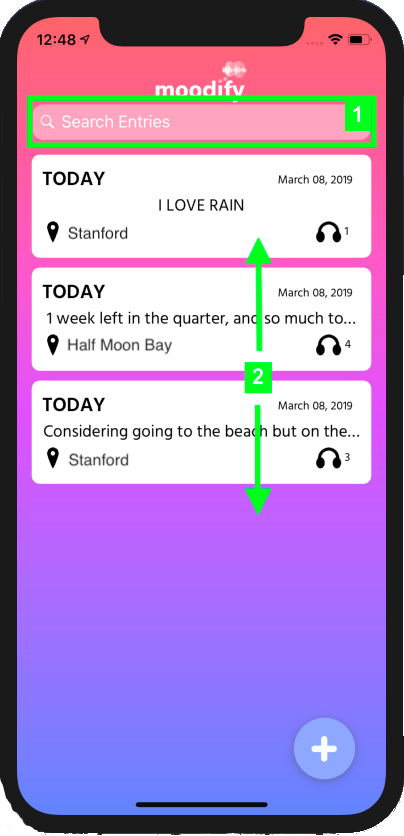 12:48
moodify
Search Entries
1
TODAY March 08, 2019
I LOVE RAIN
Stanford 1
TODAY March 08, 2019
1 week left in the quarter, and so much to...
Half Moon Bay 4
2
TODAY March 08, 2019
Considering going to the beach but on the...
Stanford 3